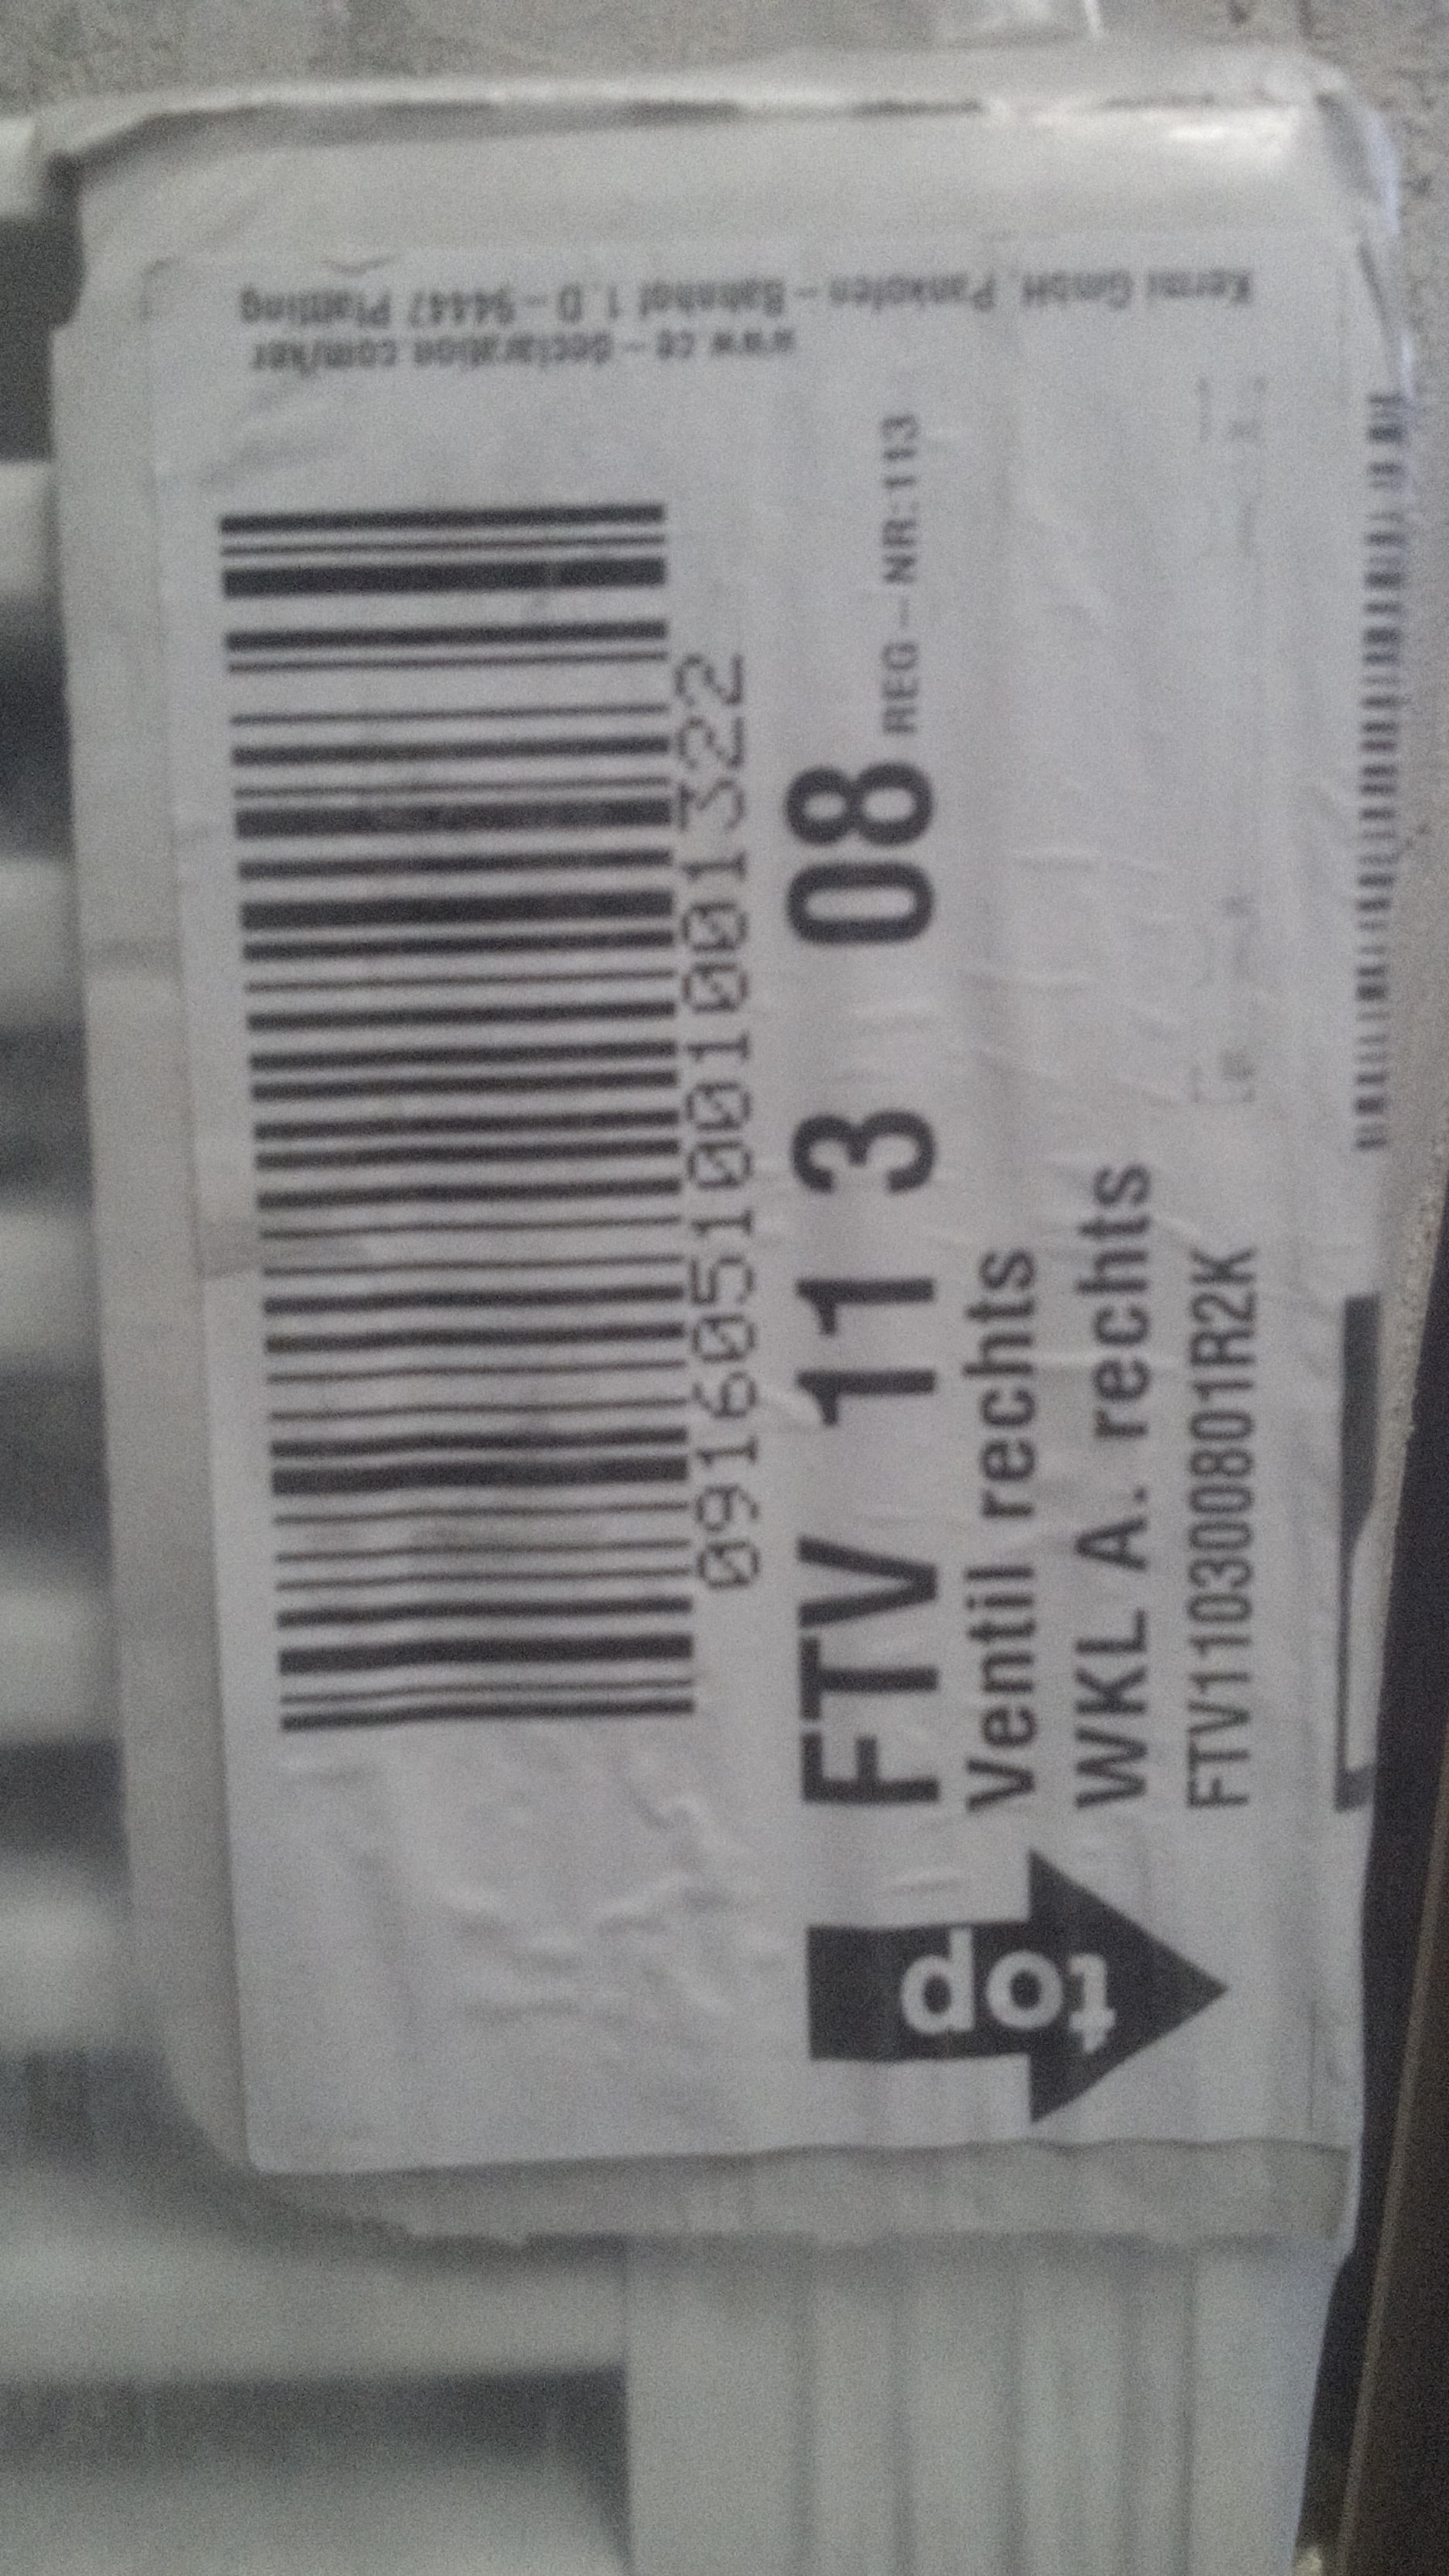 Kermi GmbH, Pankofen - Bahnhof 1, D - 94447 Plattling
www.ce - declaration.com/ker
09160510010001322
FTV 11 3 08 REG - NR:113
Ventil rechts
WKL A. rechts
FTV110300801R2K
top